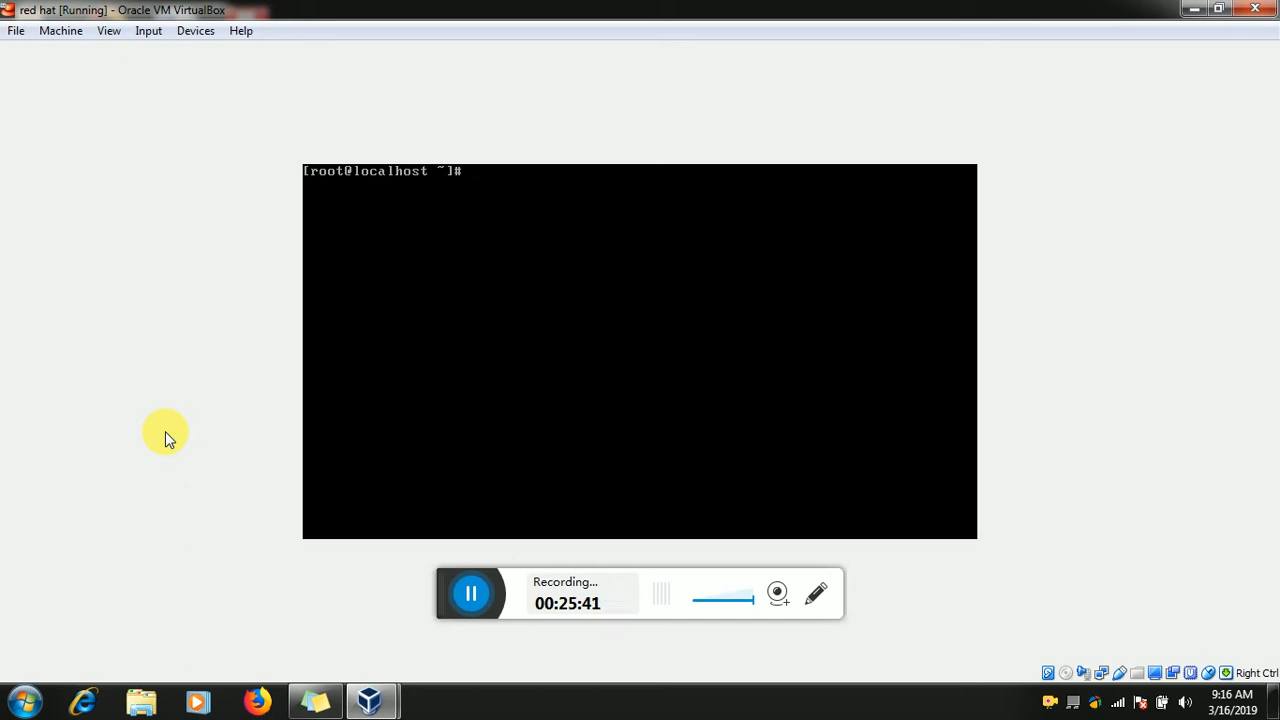 red hat [Running] - Oracle VM VirtualBox
File Machine View Input Devices Help
[root@localhost ~]#
Recording...
00:25:41
Right Ctrl
9:16 AM
3/16/2019